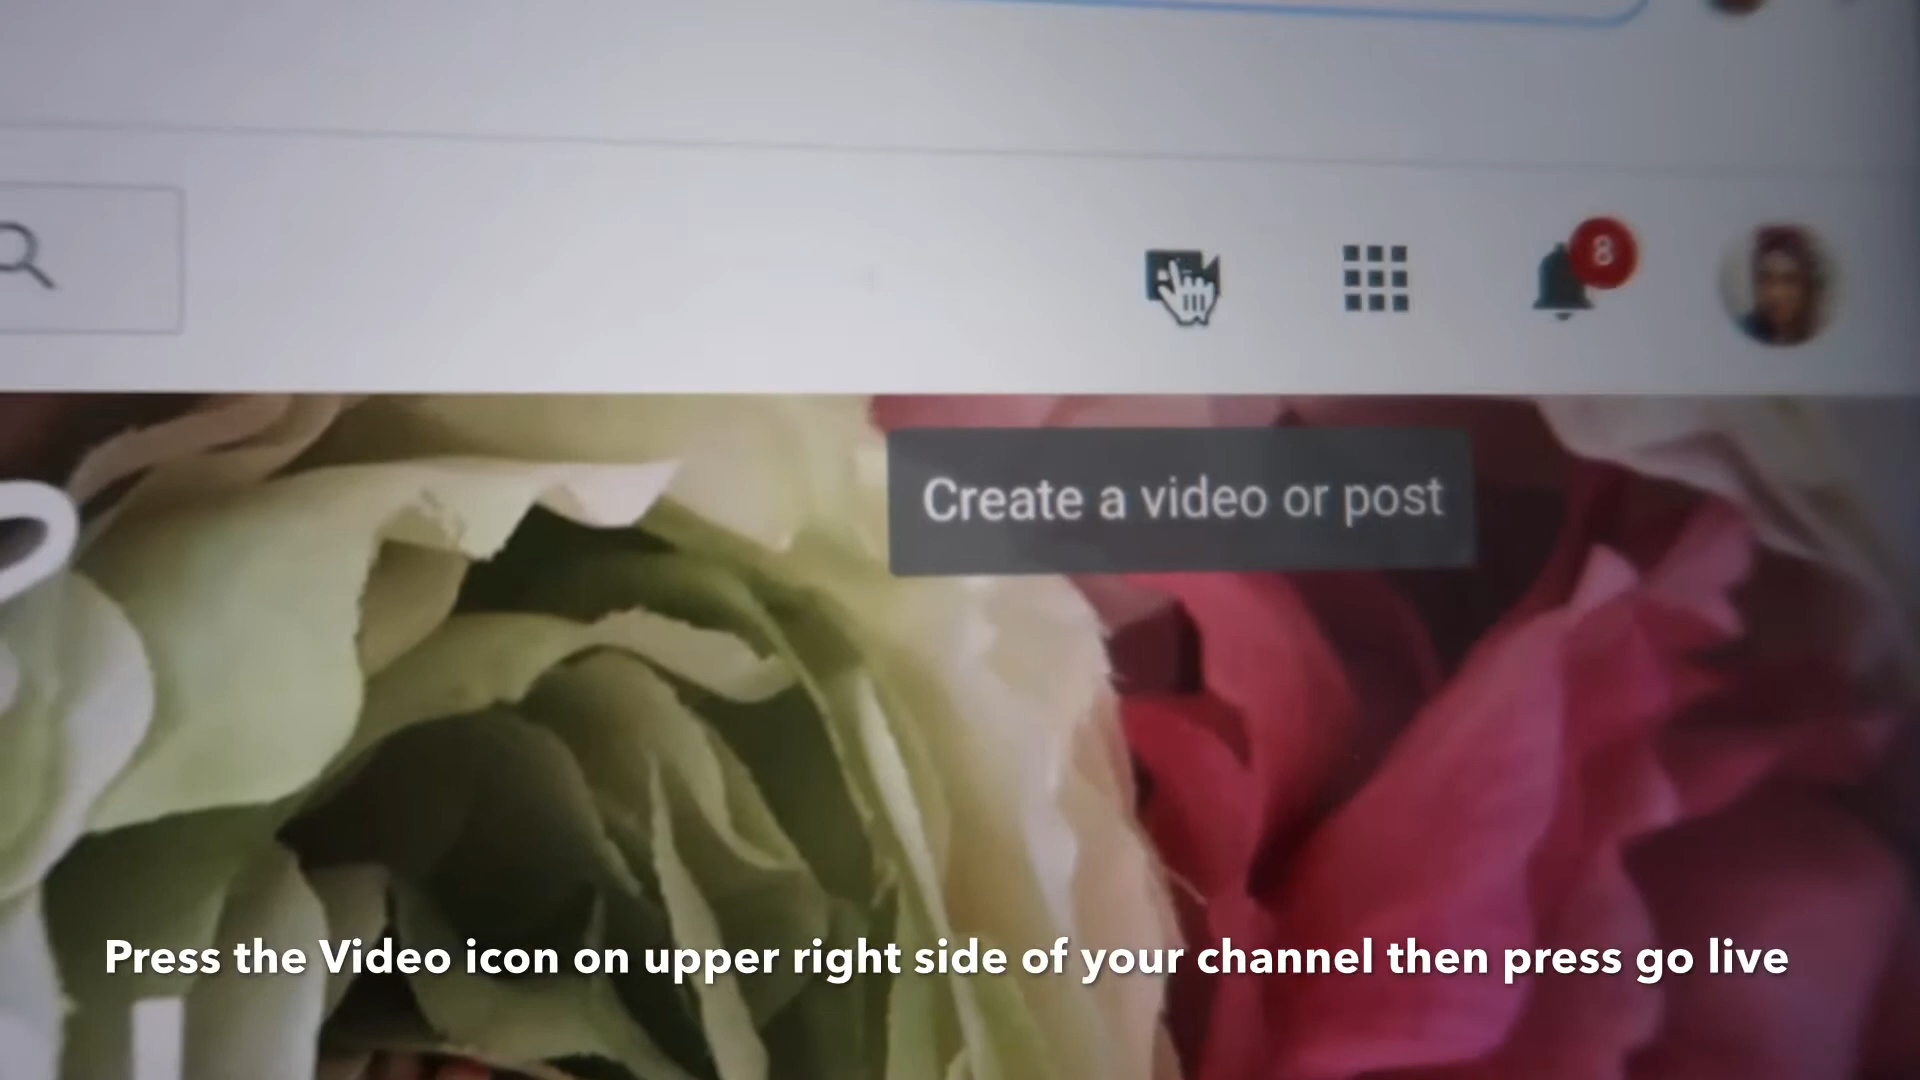 8
Create a video or post
Press the Video icon on upper right side of your channel then press go live